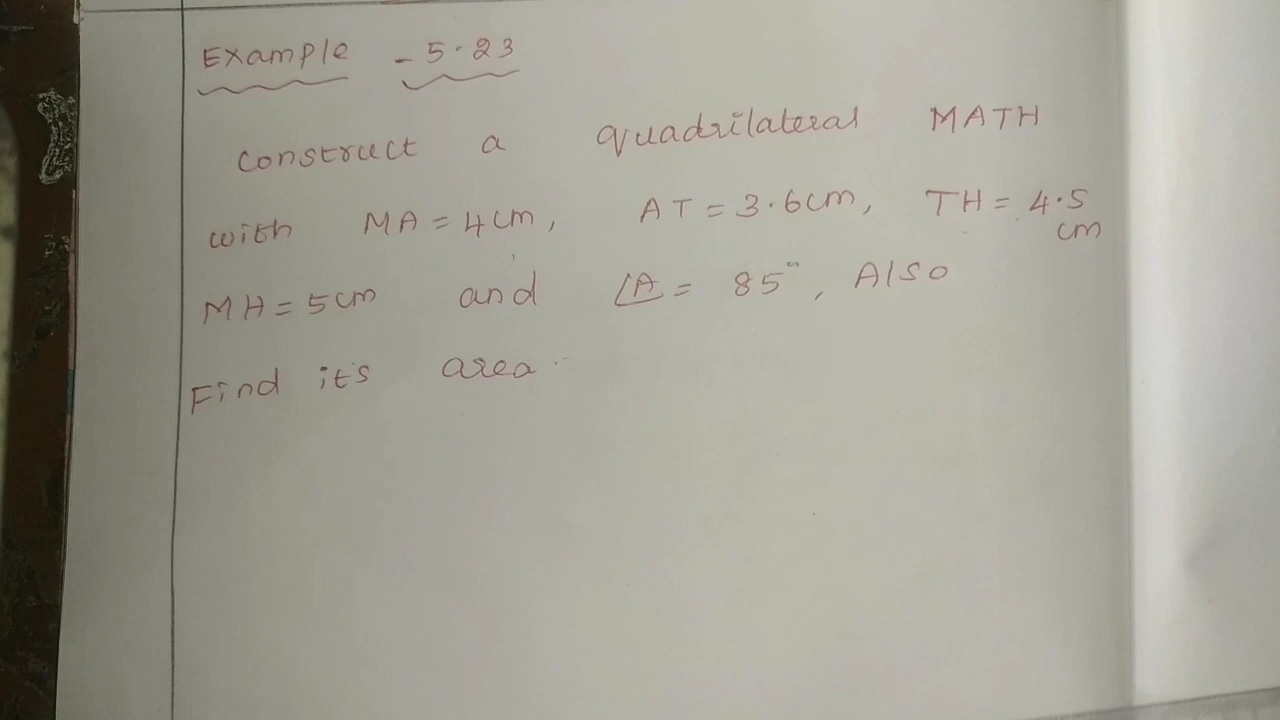 Example - 5.23
construct a quadrilateral MATH
with MA = 4cm, AT = 3.6cm, TH = 4.5
cm
MH = 5cm and ∠A = 85°, Also
Find it's area.